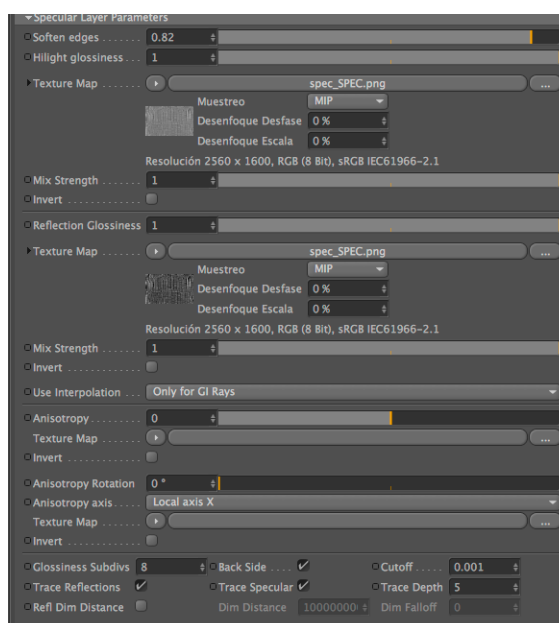 Specular Layer Parameters
Soften edges . . . . . . . 0.82
Hilight glossiness . . . 1
Texture Map . . . . . . . spec_SPEC.png ...
Muestreo MIP
Desenfoque Desfase 0 %
Desenfoque Escala 0 %
Resolución 2560 x 1600, RGB (8 Bit), sRGB IEC61966-2.1
Mix Strength . . . . . . . 1
Invert . . . . . . . . . . . . .
Reflection Glossiness 1
Texture Map . . . . . . . spec_SPEC.png ...
Muestreo MIP
Desenfoque Desfase 0 %
Desenfoque Escala 0 %
Resolución 2560 x 1600, RGB (8 Bit), sRGB IEC61966-2.1
Mix Strength . . . . . . . 1
Invert . . . . . . . . . . . . .
Use Interpolation . . . Only for GI Rays
Anisotropy . . . . . . . . . 0
Texture Map . . . . . . . ...
Invert . . . . . . . . . . . . .
Anisotropy Rotation 0 °
Anisotropy axis . . . . . Local axis X
Texture Map . . . . . . . ...
Invert . . . . . . . . . . . . .
Glossiness Subdivs 8 Back Side . . . . Cutoff . . . . . 0.001
Trace Reflections Trace Specular Trace Depth 5
Refl Dim Distance Dim Distance 10000000 Dim Falloff 0